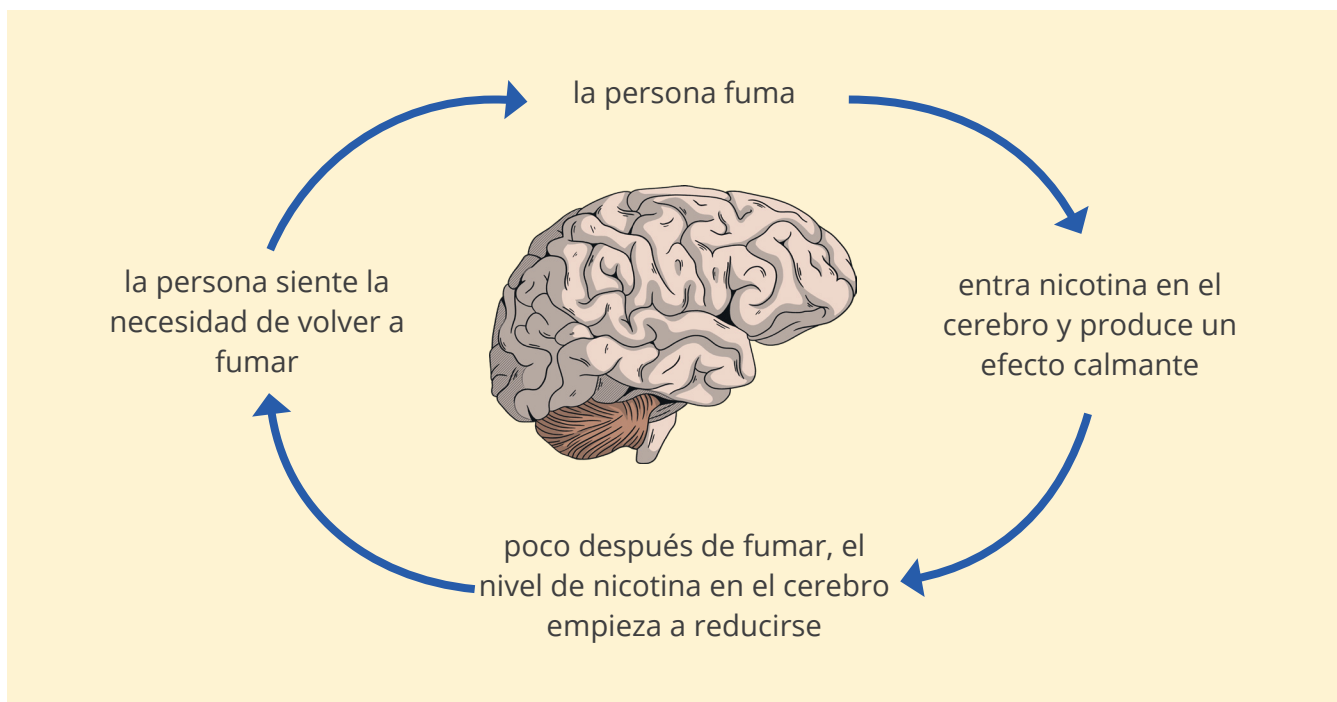 la persona fuma
entra nicotina en el
cerebro y produce un
efecto calmante
poco después de fumar, el
nivel de nicotina en el cerebro
empieza a reducirse
la persona siente la
necesidad de volver a
fumar